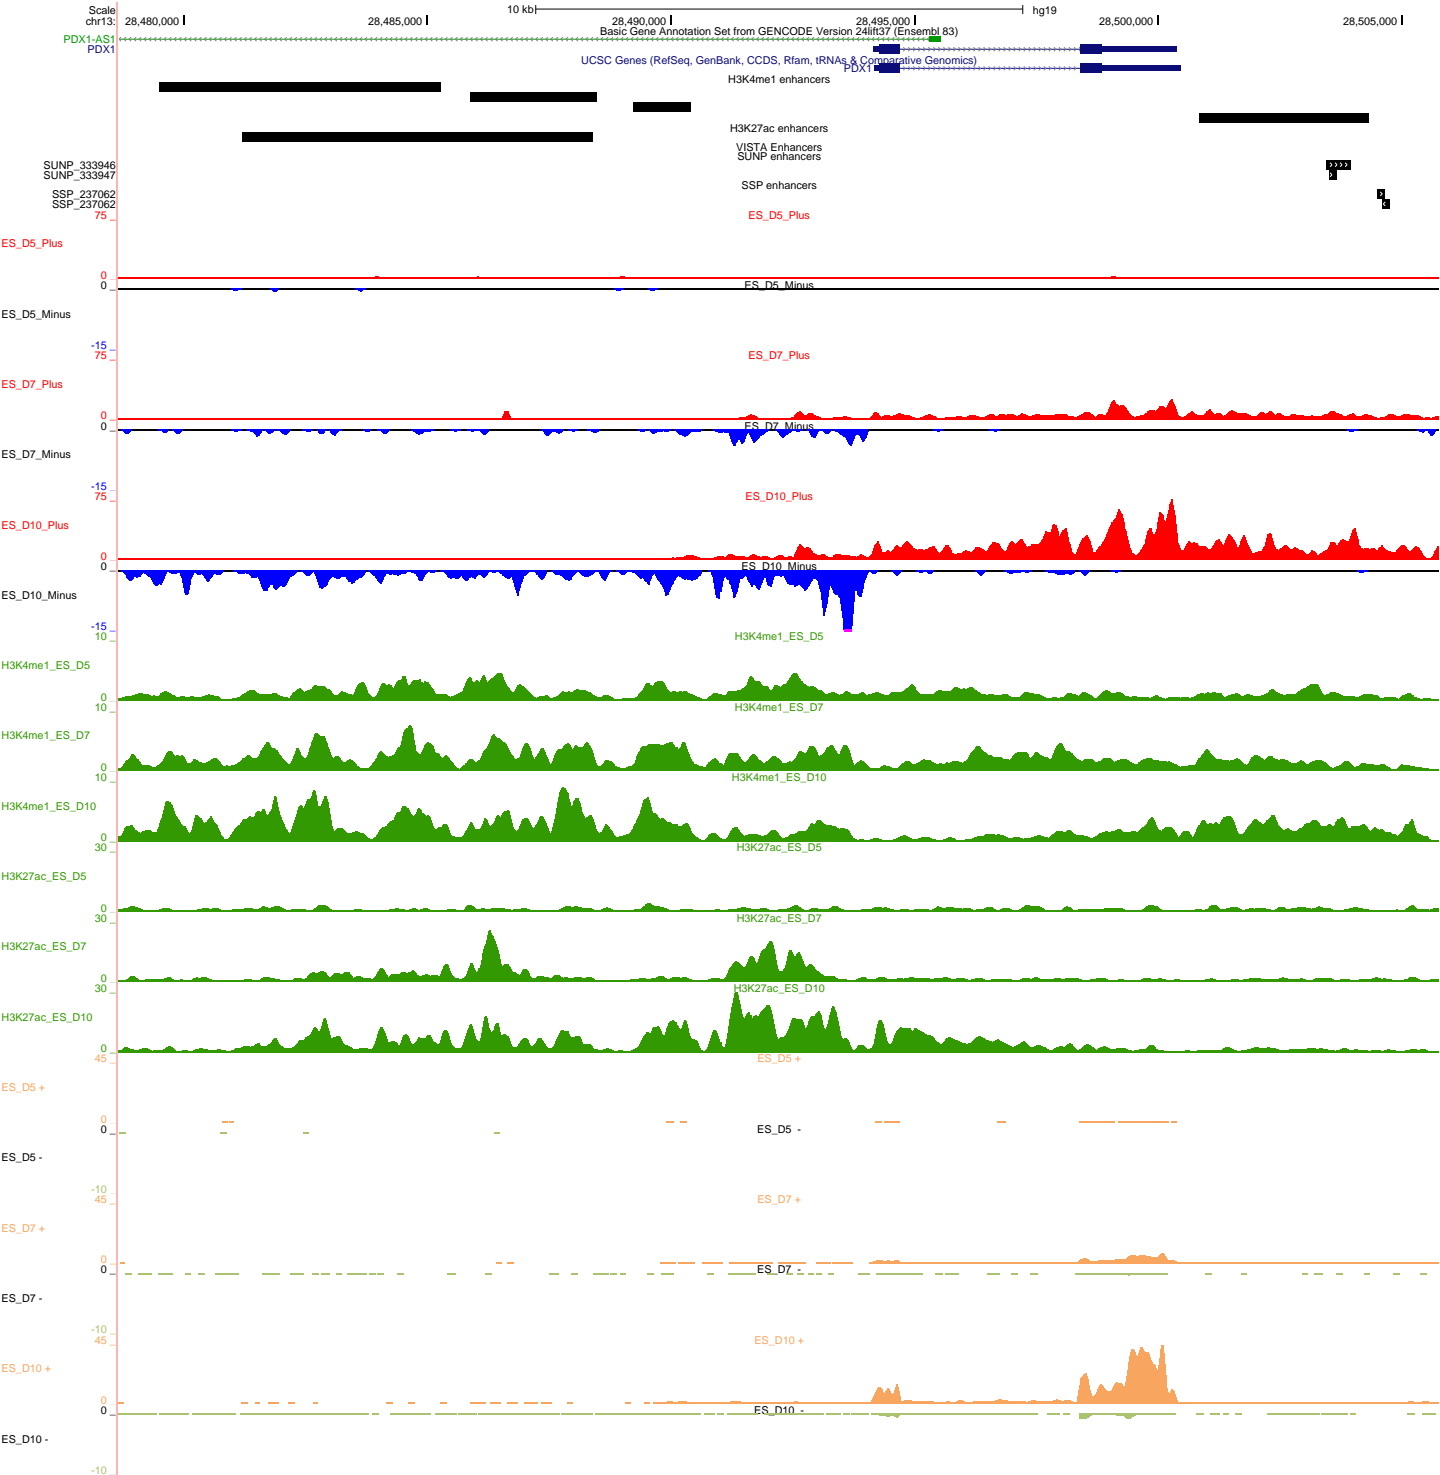 Scale 10 kb hg19
chr13: 28,480,000 28,485,000 28,490,000 28,495,000 28,500,000 28,505,000
Basic Gene Annotation Set from GENCODE Version 24lift37 (Ensembl 83)
PDX1-AS1
PDX1
UCSC Genes (RefSeq, GenBank, CCDS, Rfam, tRNAs & Comparative Genomics)
PDX1
H3K4me1 enhancers
H3K27ac enhancers
VISTA Enhancers
SUNP enhancers
SUNP_333946
SUNP_333947
SSP enhancers
SSP_237062
SSP_237062
75 ES_D5_Plus
ES_D5_Plus
0
0 ES_D5_Minus
ES_D5_Minus
-15
75 ES_D7_Plus
ES_D7_Plus
0
0 ES_D7_Minus
ES_D7_Minus
-15
75 ES_D10_Plus
ES_D10_Plus
0
0 ES_D10_Minus
ES_D10_Minus
-15
10 H3K4me1_ES_D5
H3K4me1_ES_D5
0
10 H3K4me1_ES_D7
H3K4me1_ES_D7
0
10 H3K4me1_ES_D10
H3K4me1_ES_D10
0
30 H3K27ac_ES_D5
H3K27ac_ES_D5
0
30 H3K27ac_ES_D7
H3K27ac_ES_D7
0
30 H3K27ac_ES_D10
H3K27ac_ES_D10
0
45 ES_D5 +
ES_D5 +
0
0 ES_D5 -
ES_D5 -
-10
45 ES_D7 +
ES_D7 +
0
0 ES_D7 -
ES_D7 -
-10
45 ES_D10 +
ES_D10 +
0
0 ES_D10 -
ES_D10 -
-10